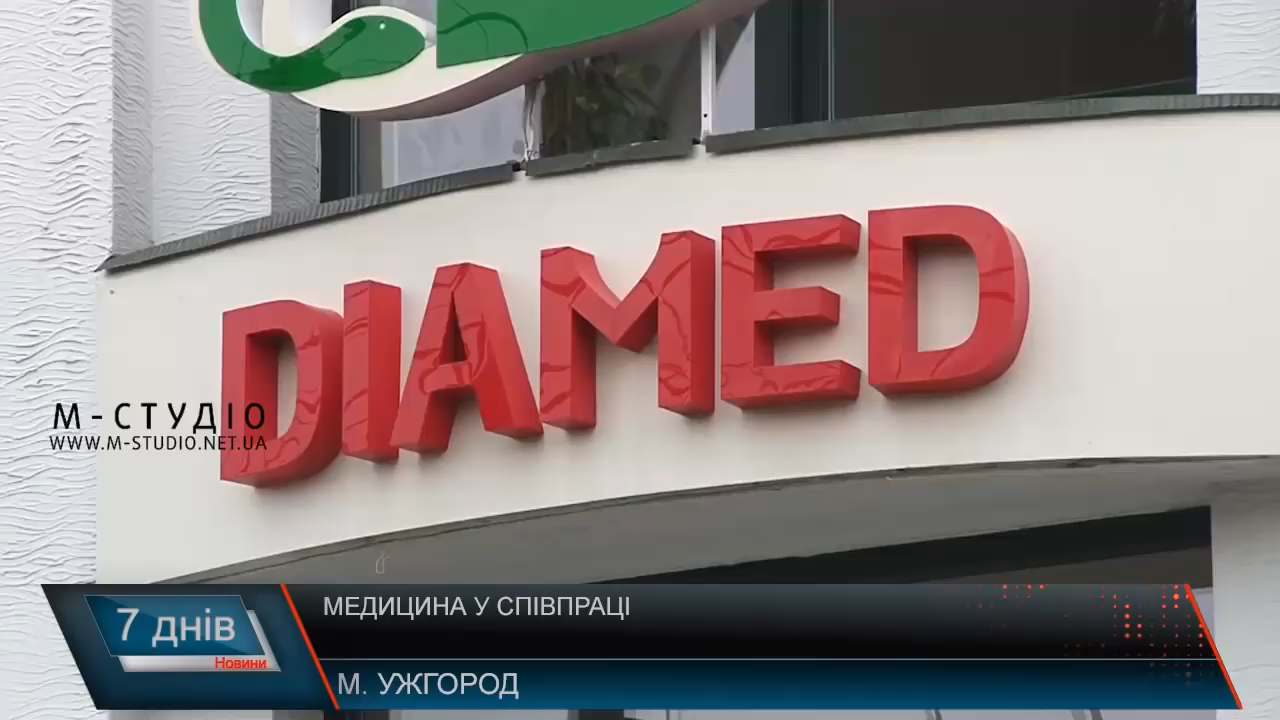 DIAMED
М-СТУДІО
WWW.M-STUDIO.NET.UA
7 днів
Новини
МЕДИЦИНА У СПІВПРАЦІ
М. УЖГОРОД